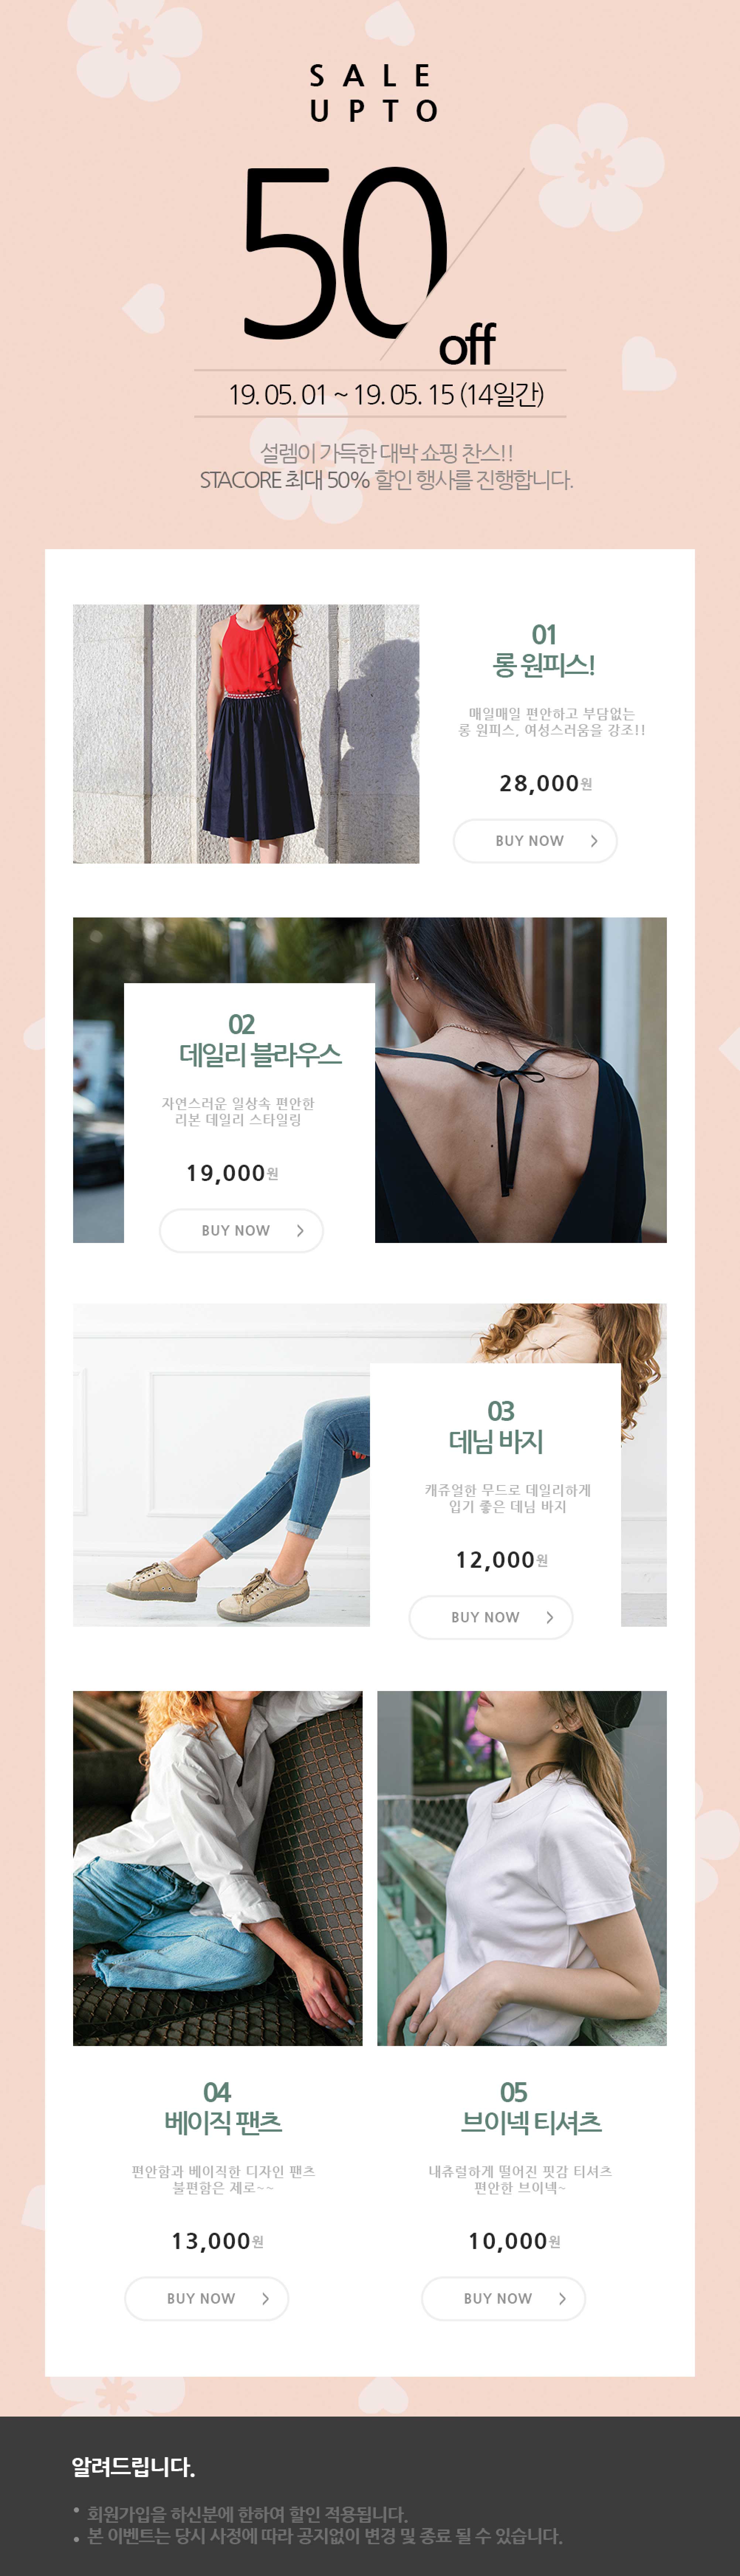 SALE
UPTO
50
off
19. 05. 01 ~ 19. 05. 15 (14일간)
설렘이 가득한 대박 쇼핑 찬스!!
STACORE 최대 50% 할인 행사를 진행합니다.
01
롱 원피스!
매일매일 편안하고 부담없는
롱 원피스, 여성스러움을 강조!!
28,000원
BUY NOW >
02
데일리 블라우스
자연스러운 일상속 편안한
리본 데일리 스타일링
19,000원
BUY NOW >
03
데님 바지
캐쥬얼한 무드로 데일리하게
입기 좋은 데님 바지
12,000원
BUY NOW >
04
베이직 팬츠
편안함과 베이직한 디자인 팬츠
불편함은 제로~~
13,000원
BUY NOW >
05
브이넥 티셔츠
내츄럴하게 떨어진 핏감 티셔츠
편안한 브이넥~
10,000원
BUY NOW >
알려드립니다.
• 회원가입을 하신분에 한하여 할인 적용됩니다.
• 본 이벤트는 당시 사정에 따라 공지없이 변경 및 종료 될 수 있습니다.